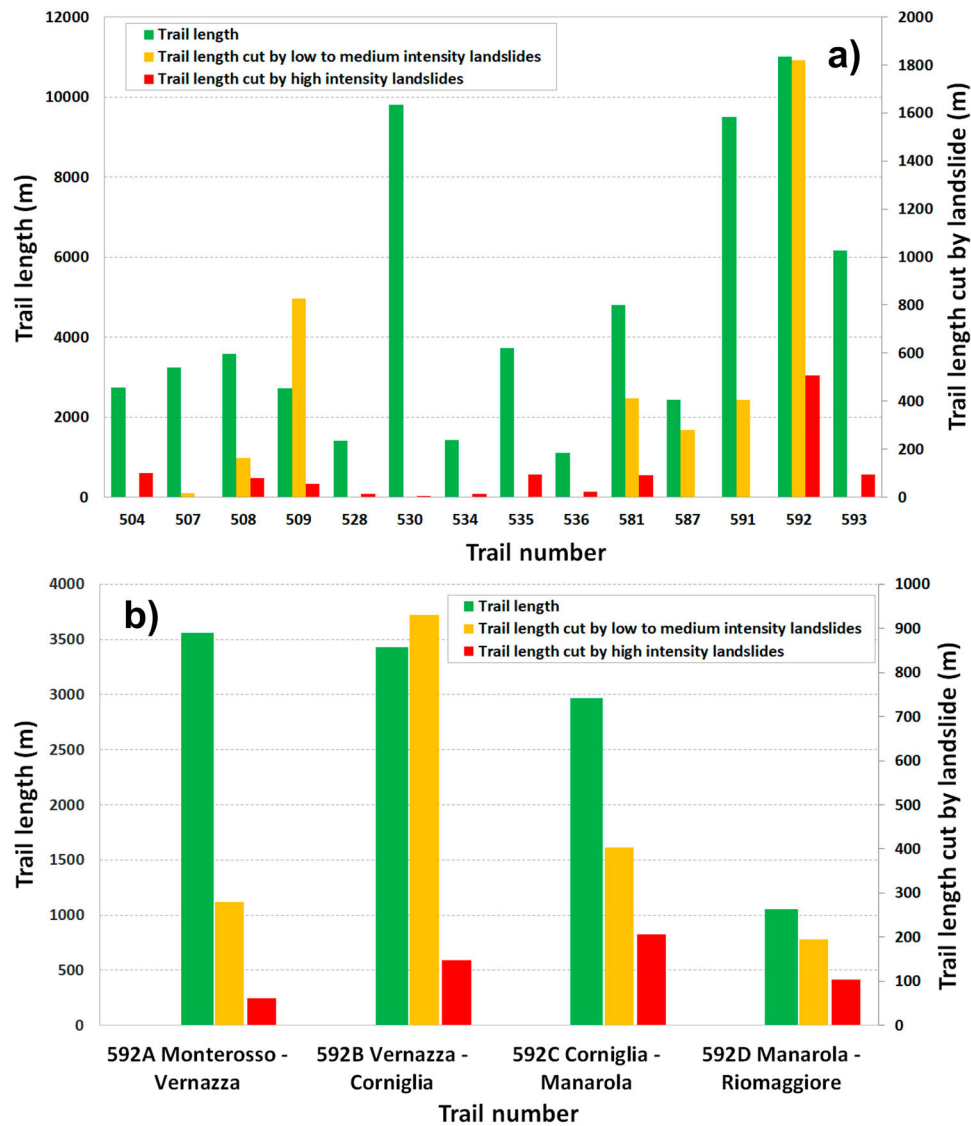 12000
10000
8000
6000
4000
2000
0
Trail length (m)
Trail length
Trail length cut by low to medium intensity landslides
Trail length cut by high intensity landslides
a)
2000
1800
1600
1400
1200
1000
800
600
400
200
0
Trail length cut by landslide (m)
504 507 508 509 528 530 534 535 536 581 587 591 592 593
Trail number
4000
3500
3000
2500
2000
1500
1000
500
0
Trail length (m)
b)
Trail length
Trail length cut by low to medium intensity landslides
Trail length cut by high intensity landslides
1000
900
800
700
600
500
400
300
200
100
0
Trail length cut by landslide (m)
592A Monterosso -
Vernazza
592B Vernazza -
Corniglia
592C Corniglia -
Manarola
592D Manarola -
Riomaggiore
Trail number